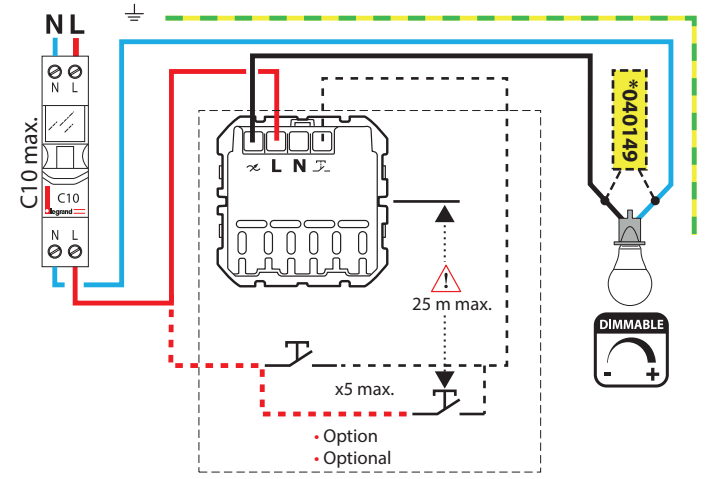 N L
N L
C10 max.
C10
legrand
N L
L N
*040149
25 m max.
DIMMABLE
- +
x5 max.
• Option
• Optional